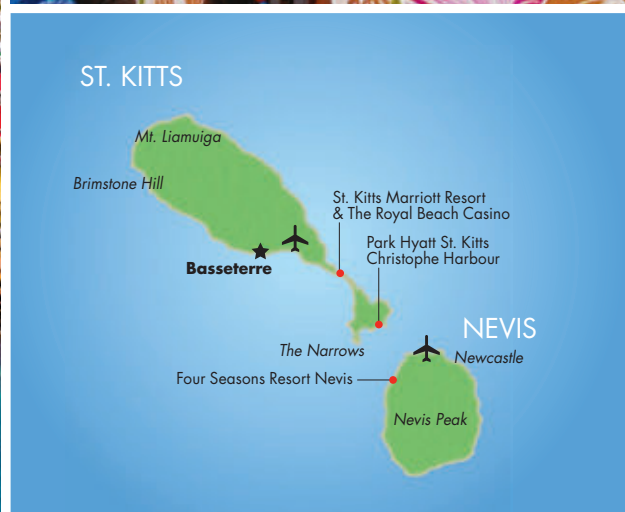 ST. KITTS
Mt. Liamuiga
Brimstone Hill
St. Kitts Marriott Resort
& The Royal Beach Casino
Park Hyatt St. Kitts
Christophe Harbour
Basseterre
NEVIS
The Narrows
Newcastle
Four Seasons Resort Nevis
Nevis Peak